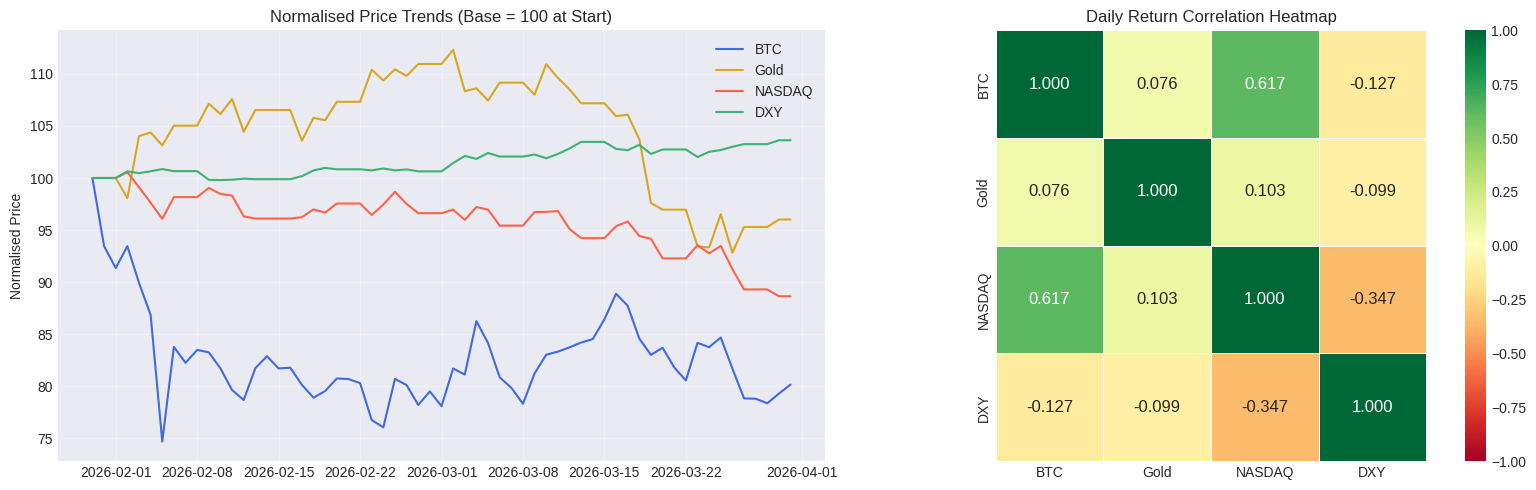 Normalised Price Trends (Base = 100 at Start)
Normalised Price
110
105
100
95
90
85
80
75
2026-02-01 2026-02-08 2026-02-15 2026-02-22 2026-03-01 2026-03-08 2026-03-15 2026-03-22 2026-04-01
BTC
Gold
NASDAQ
DXY
Daily Return Correlation Heatmap
BTC 1.000 0.076 0.617 -0.127
Gold 0.076 1.000 0.103 -0.099
NASDAQ 0.617 0.103 1.000 -0.347
DXY -0.127 -0.099 -0.347 1.000
BTC Gold NASDAQ DXY
1.00
0.75
0.50
0.25
0.00
−0.25
−0.50
−0.75
−1.00